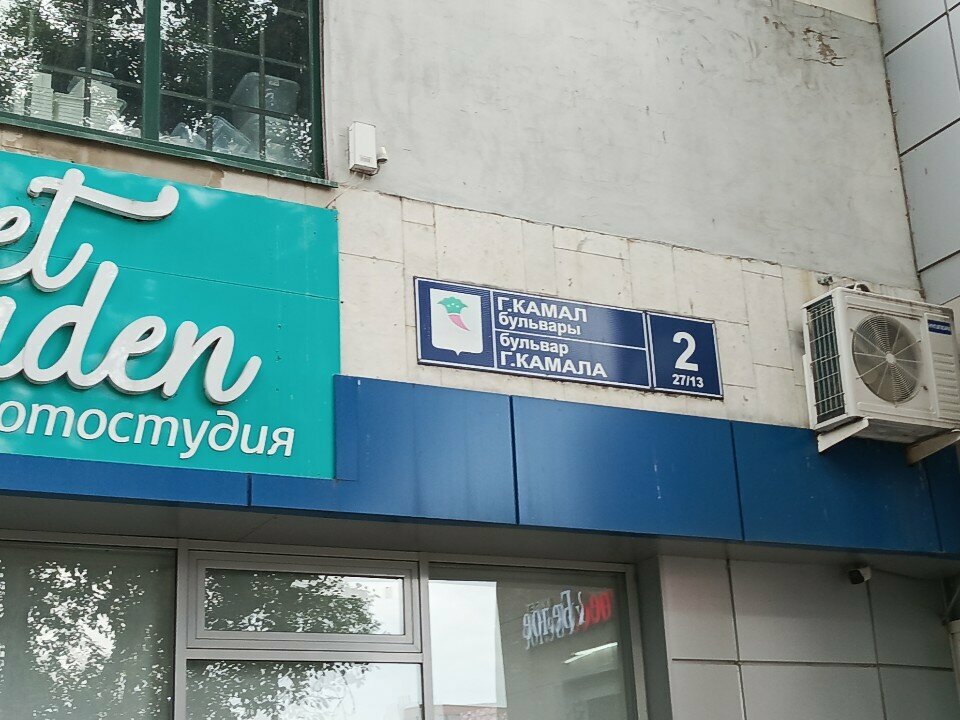 et
den
отостудия
Г.КАМАЛ
бульвары
бульвар
Г.КАМАЛА
2
27/13